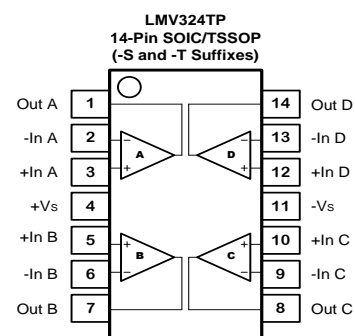 LMV324TP
14-Pin SOIC/TSSOP
(-S and -T Suffixes)
Out A 1 14 Out D
-In A 2 − − 13 -In D
+In A 3 + A D + 12 +In D
+Vs 4 11 -Vs
+In B 5 + B C + 10 +In C
-In B 6 − − 9 -In C
Out B 7 8 Out C